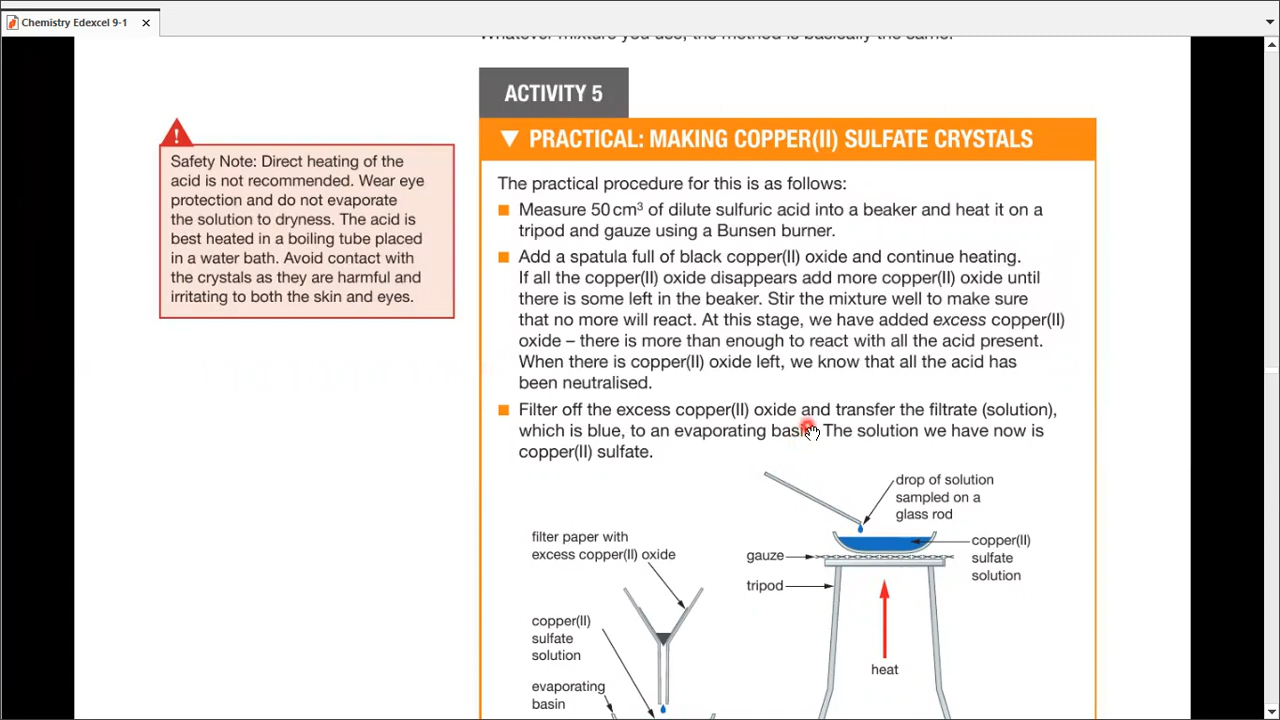 Chemistry Edexcel 9-1
Whatever mixture you use, the method is basically the same.
ACTIVITY 5
PRACTICAL: MAKING COPPER(II) SULFATE CRYSTALS
Safety Note: Direct heating of the
acid is not recommended. Wear eye
protection and do not evaporate
the solution to dryness. The acid is
best heated in a boiling tube placed
in a water bath. Avoid contact with
the crystals as they are harmful and
irritating to both the skin and eyes.
The practical procedure for this is as follows:
Measure 50 cm³ of dilute sulfuric acid into a beaker and heat it on a
tripod and gauze using a Bunsen burner.
Add a spatula full of black copper(II) oxide and continue heating.
If all the copper(II) oxide disappears add more copper(II) oxide until
there is some left in the beaker. Stir the mixture well to make sure
that no more will react. At this stage, we have added excess copper(II)
oxide – there is more than enough to react with all the acid present.
When there is copper(II) oxide left, we know that all the acid has
been neutralised.
Filter off the excess copper(II) oxide and transfer the filtrate (solution),
which is blue, to an evaporating basin. The solution we have now is
copper(II) sulfate.
drop of solution
sampled on a
glass rod
filter paper with
excess copper(II) oxide
gauze
copper(II)
sulfate
solution
tripod
copper(II)
sulfate
solution
heat
evaporating
basin